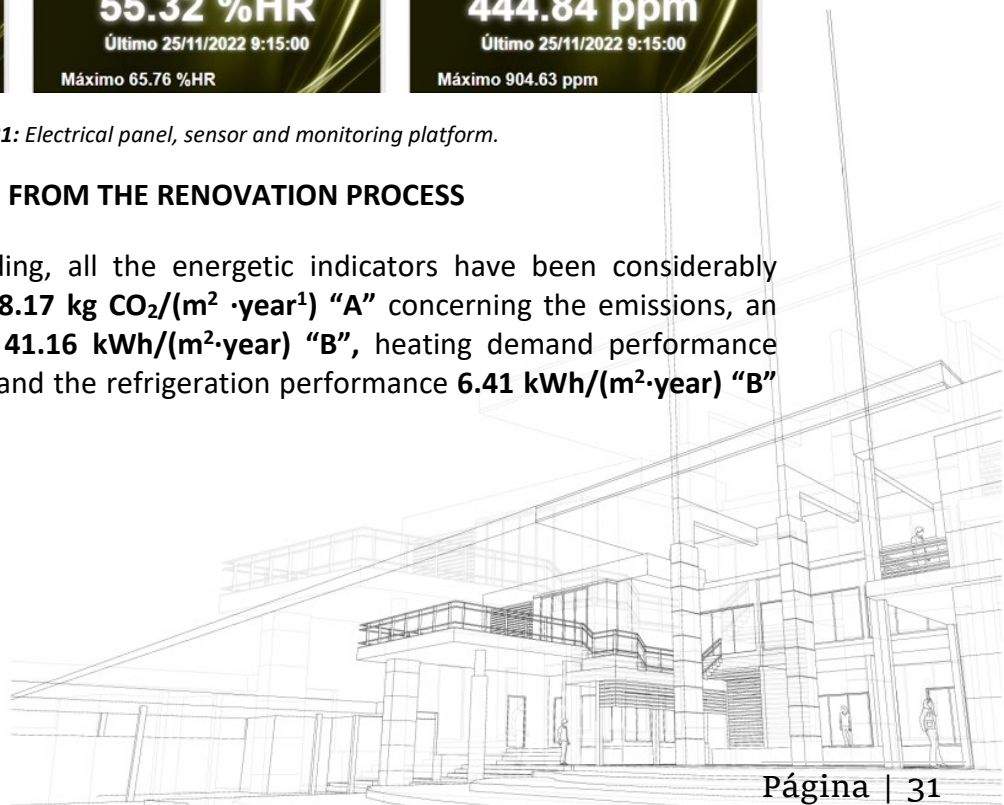 55.32 %HR
Último 25/11/2022 9:15:00
Máximo 65.76 %HR
444.84 ppm
Último 25/11/2022 9:15:00
Máximo 904.63 ppm
1: Electrical panel, sensor and monitoring platform.
FROM THE RENOVATION PROCESS
ding, all the energetic indicators have been considerably
8.17 kg CO₂/(m² ·year¹) “A” concerning the emissions, an
41.16 kWh/(m²·year) “B”, heating demand performance
and the refrigeration performance 6.41 kWh/(m²·year) “B”
Página | 31